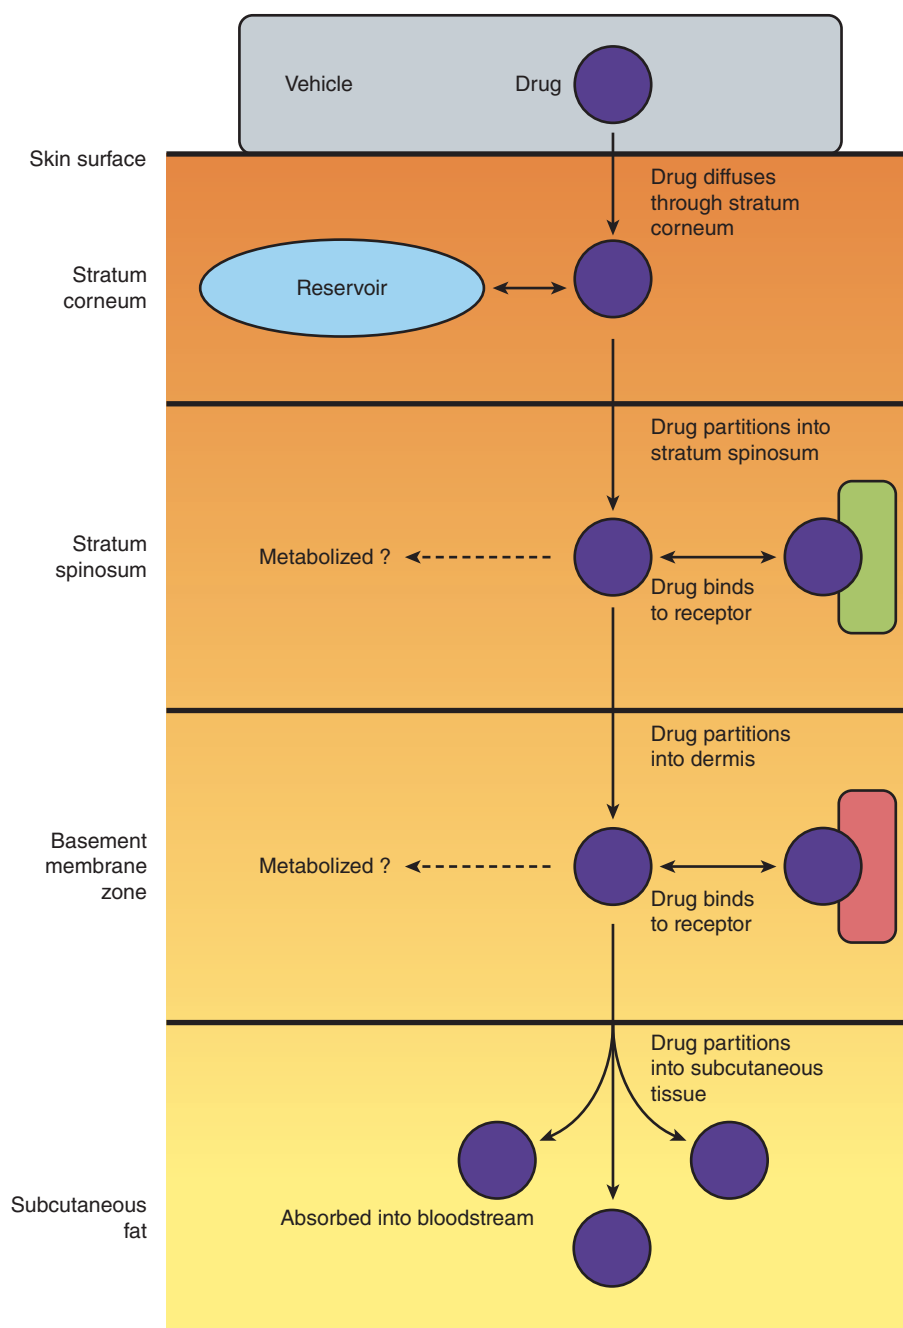 Vehicle
Drug
Skin surface
Drug diffuses
through stratum
corneum
Stratum
corneum
Reservoir
Drug partitions into
stratum spinosum
Stratum
spinosum
Metabolized ?
Drug binds
to receptor
Drug partitions
into dermis
Basement
membrane
zone
Metabolized ?
Drug binds
to receptor
Drug partitions
into subcutaneous
tissue
Subcutaneous
fat
Absorbed into bloodstream